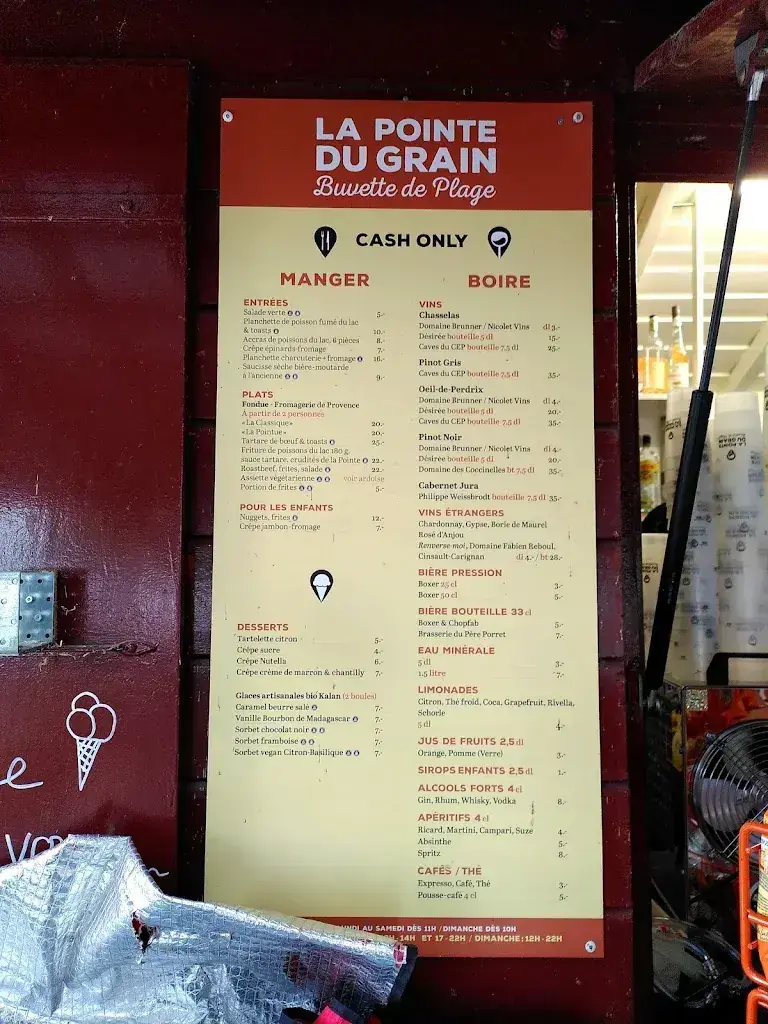 LA POINTE
DU GRAIN
Buvette de Plage
CASH ONLY
MANGER
ENTRÉES
Salade verte 5.-
Planchette de poisson fumé du lac
& toasts 10.-
Accras de poissons du lac, 6 pièces 8.-
Crêpe épinards-fromage 7.-
Planchette charcuterie+fromage 16.-
Saucisse sèche bière-moutarde
à l'ancienne 9.-
PLATS
Fondue - Fromagerie de Provence
À partir de 2 personnes
«La Classique» 20.-
«La Pointue» 20.-
Tartare de bœuf & toasts 25.-
Friture de poissons du lac 180 g,
sauce tartare, crudités de la Pointe 22.-
Roastbeef, frites, salade 22.-
Assiette végétarienne voir ardoise
Portion de frites 5.-
POUR LES ENFANTS
Nuggets, frites 12.-
Crêpe jambon-fromage 7.-
DESSERTS
Tartelette citron 5.-
Crêpe sucre 4.-
Crêpe Nutella 6.-
Crêpe crème de marron & chantilly 7.-
Glaces artisanales bio Kalan (2 boules)
Caramel beurre salé 7.-
Vanille Bourbon de Madagascar 7.-
Sorbet chocolat noir 7.-
Sorbet framboise 7.-
Sorbet vegan Citron-Basilique 7.-
BOIRE
VINS
Chasselas
Domaine Brunner / Nicolet Vins dl 3.-
Désirée bouteille 5 dl 15.-
Caves du CEP bouteille 7,5 dl 25.-
Pinot Gris
Caves du CEP bouteille 7,5 dl 35.-
Oeil-de-Perdrix
Domaine Brunner / Nicolet Vins dl 4.-
Désirée bouteille 5 dl 20.-
Caves du CEP bouteille 7,5 dl 35.-
Pinot Noir
Domaine Brunner / Nicolet Vins dl 4.-
Désirée bouteille 5 dl 20.-
Domaine des Coccinelles bt 7,5 dl 35.-
Cabernet Jura
Philippe Weissbrodt bouteille 7,5 dl 35.-
VINS ÉTRANGERS
Chardonnay, Gypse, Borie de Maurel
Rosé d'Anjou
Renverse moi, Domaine Fabien Reboul,
Cinsault-Carignan dl 4.- / bt 28.-
BIÈRE PRESSION
Boxer 25 cl 3.-
Boxer 50 cl 5.-
BIÈRE BOUTEILLE 33 cl
Boxer & Chopfab 5.-
Brasserie du Père Porret 7.-
EAU MINÉRALE
5 dl 3.-
1,5 litre 7.-
LIMONADES
Citron, Thé froid, Coca, Grapefruit, Rivella,
Schorle
5 dl 4.-
JUS DE FRUITS 2,5 dl
Orange, Pomme (Verre) 3.-
SIROPS ENFANTS 2,5 dl 1.-
ALCOOLS FORTS 4 cl
Gin, Rhum, Whisky, Vodka 8.-
APÉRITIFS 4 cl
Ricard, Martini, Campari, Suze 4.-
Absinthe 5.-
Spritz 8.-
CAFÉS / THÉ
Expresso, Café, Thé 3.-
Pousse-café 4 cl 5.-
LUNDI AU SAMEDI DÈS 11H / DIMANCHE DÈS 10H
14H ET 17-22H / DIMANCHE: 12H-22H